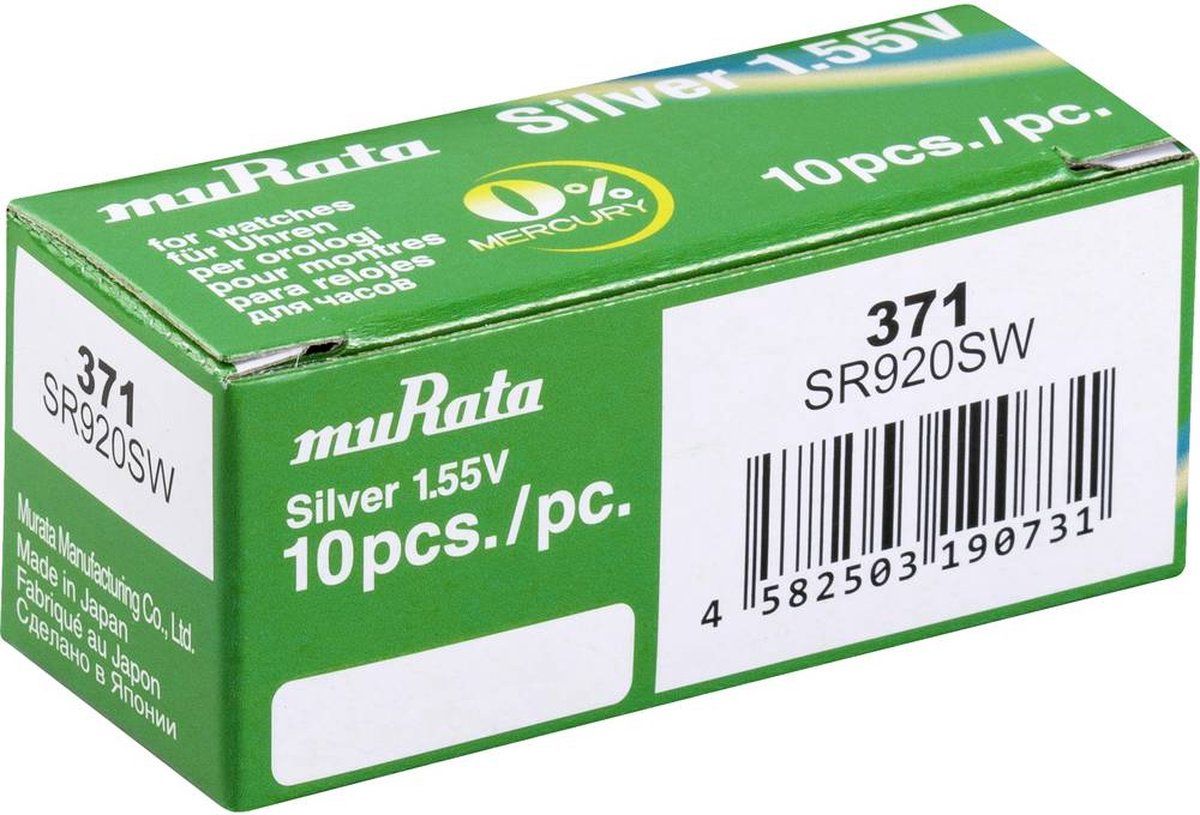 muRata
Silver 1.55V
for watches
für Uhren
per orologi
pour montres
para relojes
для часов
0%
MERCURY
10pcs./pc.
371
SR920SW
Murata Manufacturing Co., Ltd.
Made in Japan
Fabriqué au Japon
Сделано в Японии
muRata
Silver 1.55V
10pcs./pc.
371
SR920SW
4 582503 190731